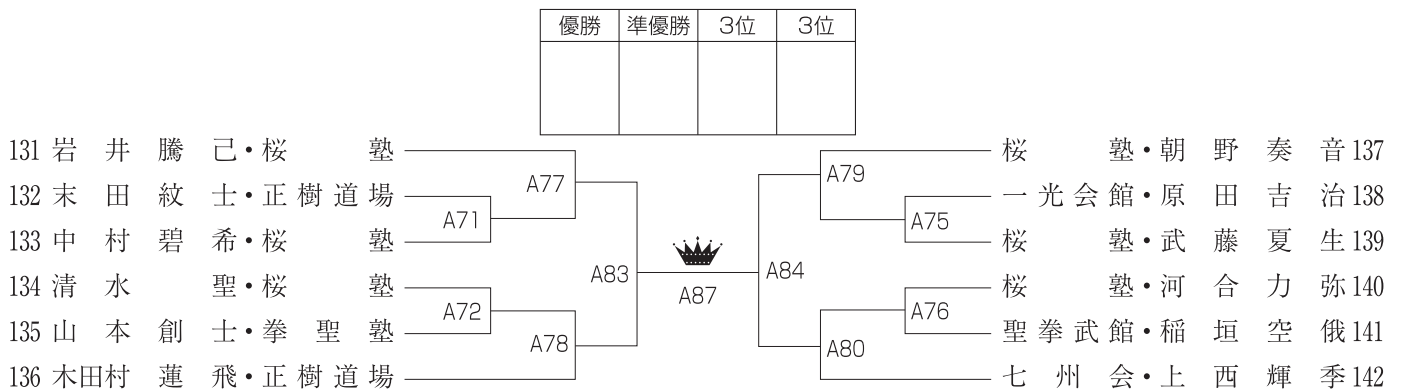 優勝 準優勝 3位 3位
131 岩井騰己・桜塾
132 末田紋士・正樹道場
133 中村碧希・桜塾
134 清水聖・桜塾
135 山本創士・拳聖塾
136 木田村蓮飛・正樹道場
A77
A71
A72
A78
A83
A87
A84
A79
A75
A76
A80
桜塾・朝野奏音 137
一光会館・原田吉治 138
桜塾・武藤夏生 139
桜塾・河合力弥 140
聖拳武館・稲垣空俄 141
七州会・上西輝季 142